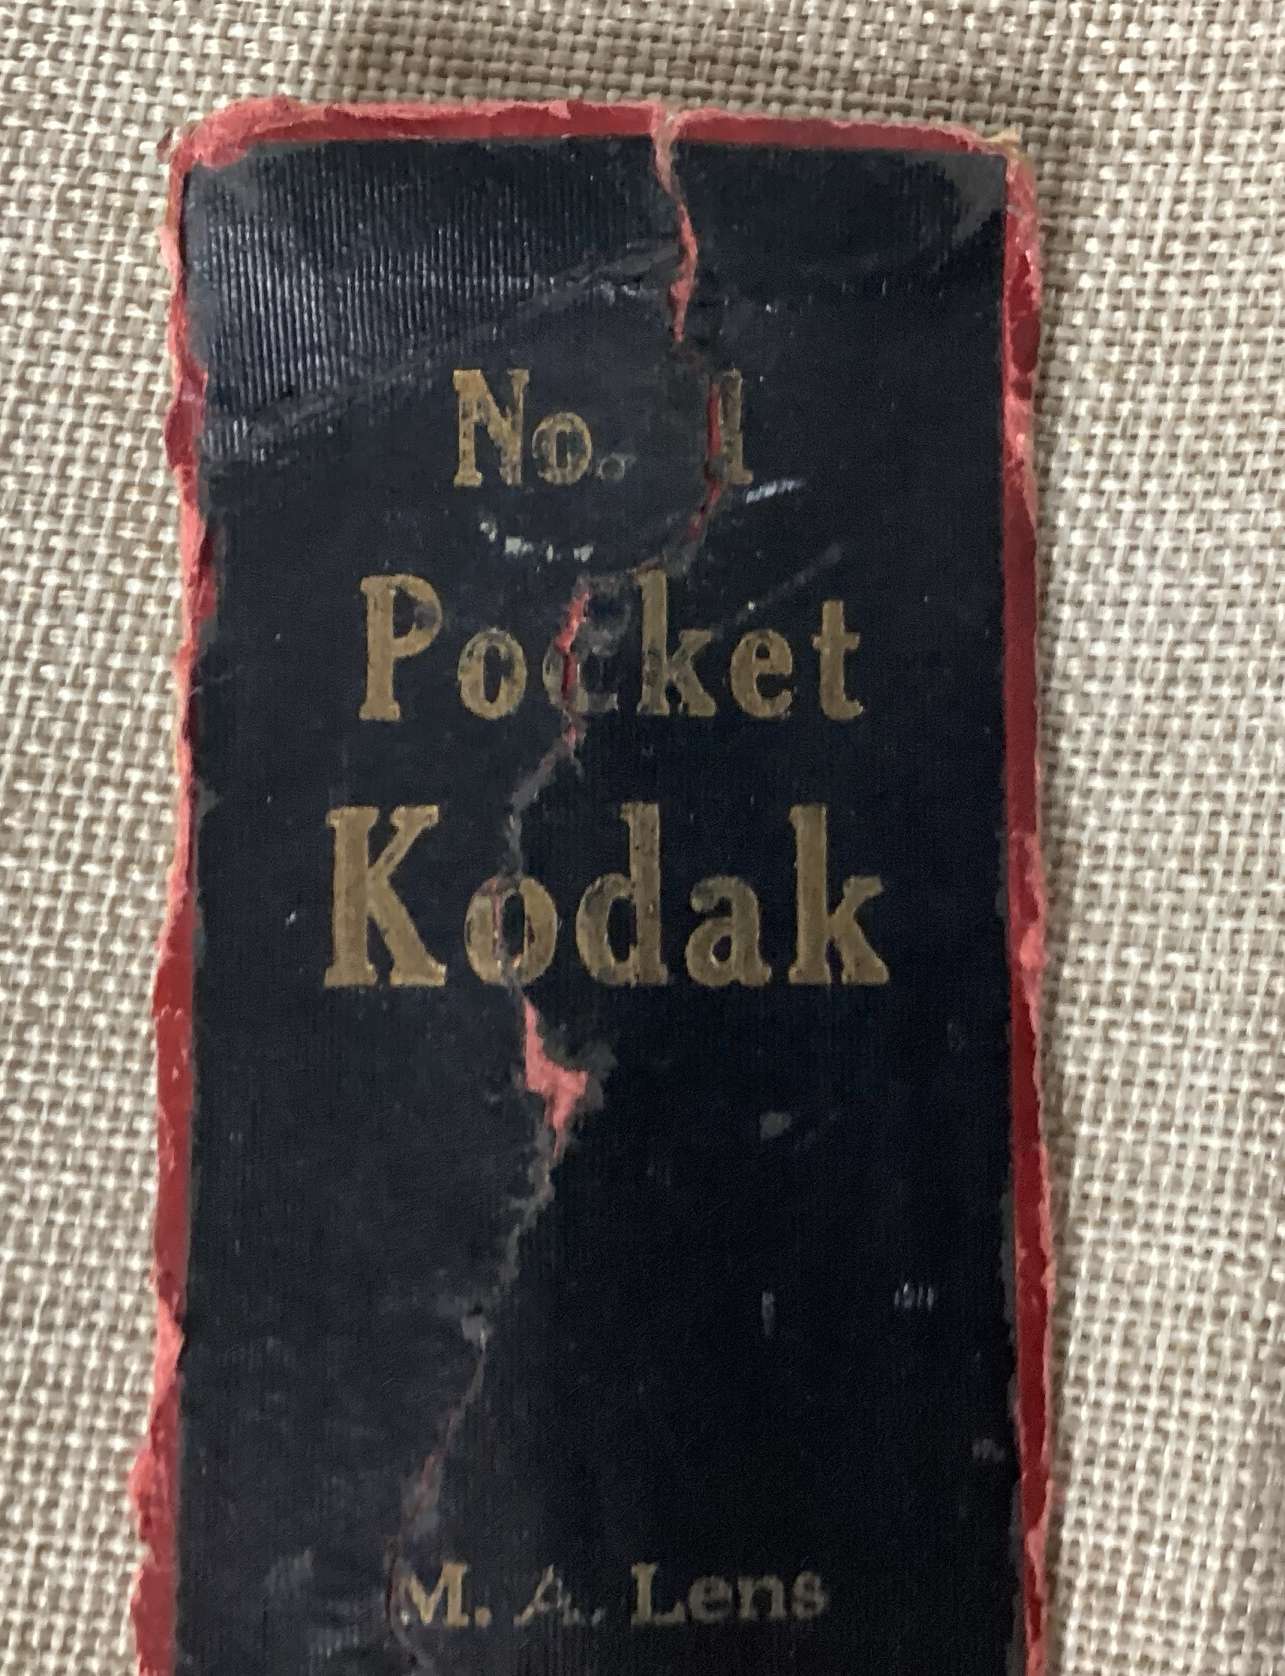 No. 1
Pocket
Kodak
M. A. Lens